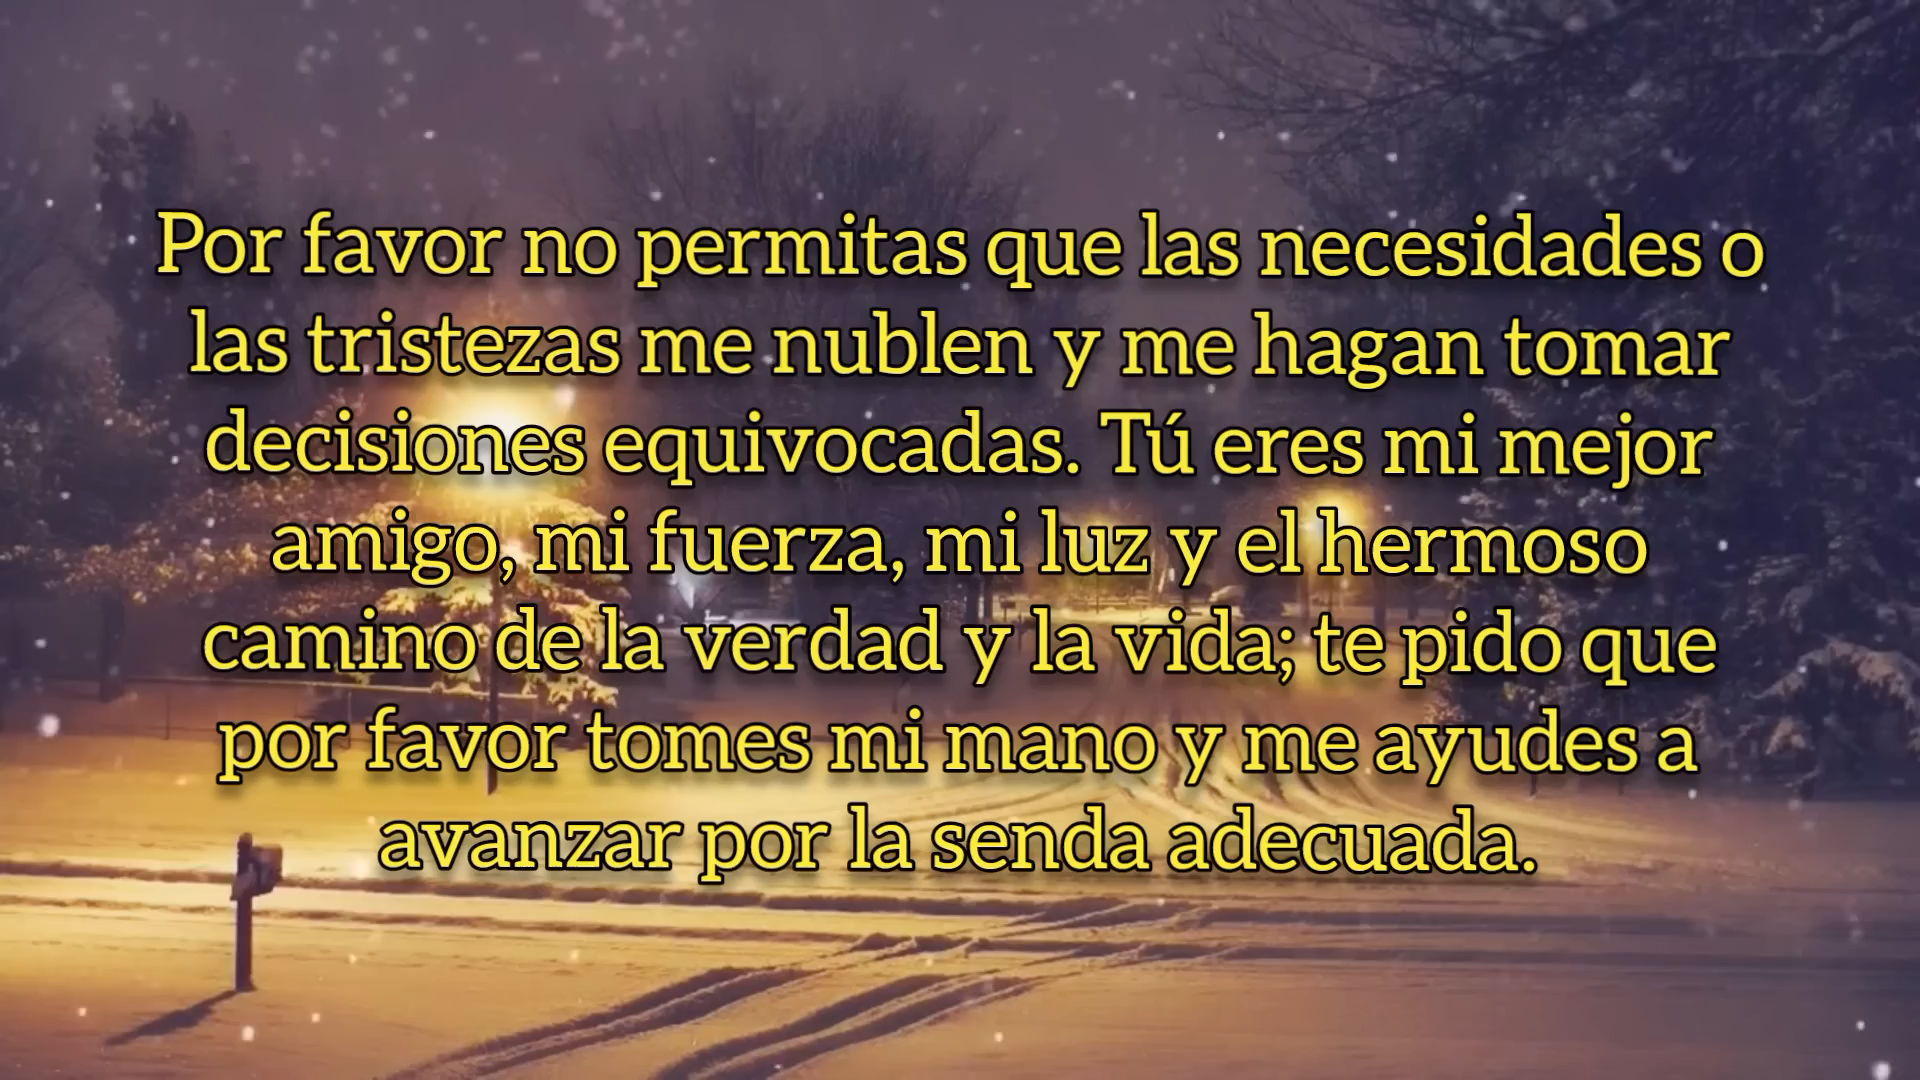 Por favor no permitas que las necesidades o
las tristezas me nublen y me hagan tomar
decisiones equivocadas. Tú eres mi mejor
amigo, mi fuerza, mi luz y el hermoso
camino de la verdad y la vida; te pido que
por favor tomes mi mano y me ayudes a
avanzar por la senda adecuada.